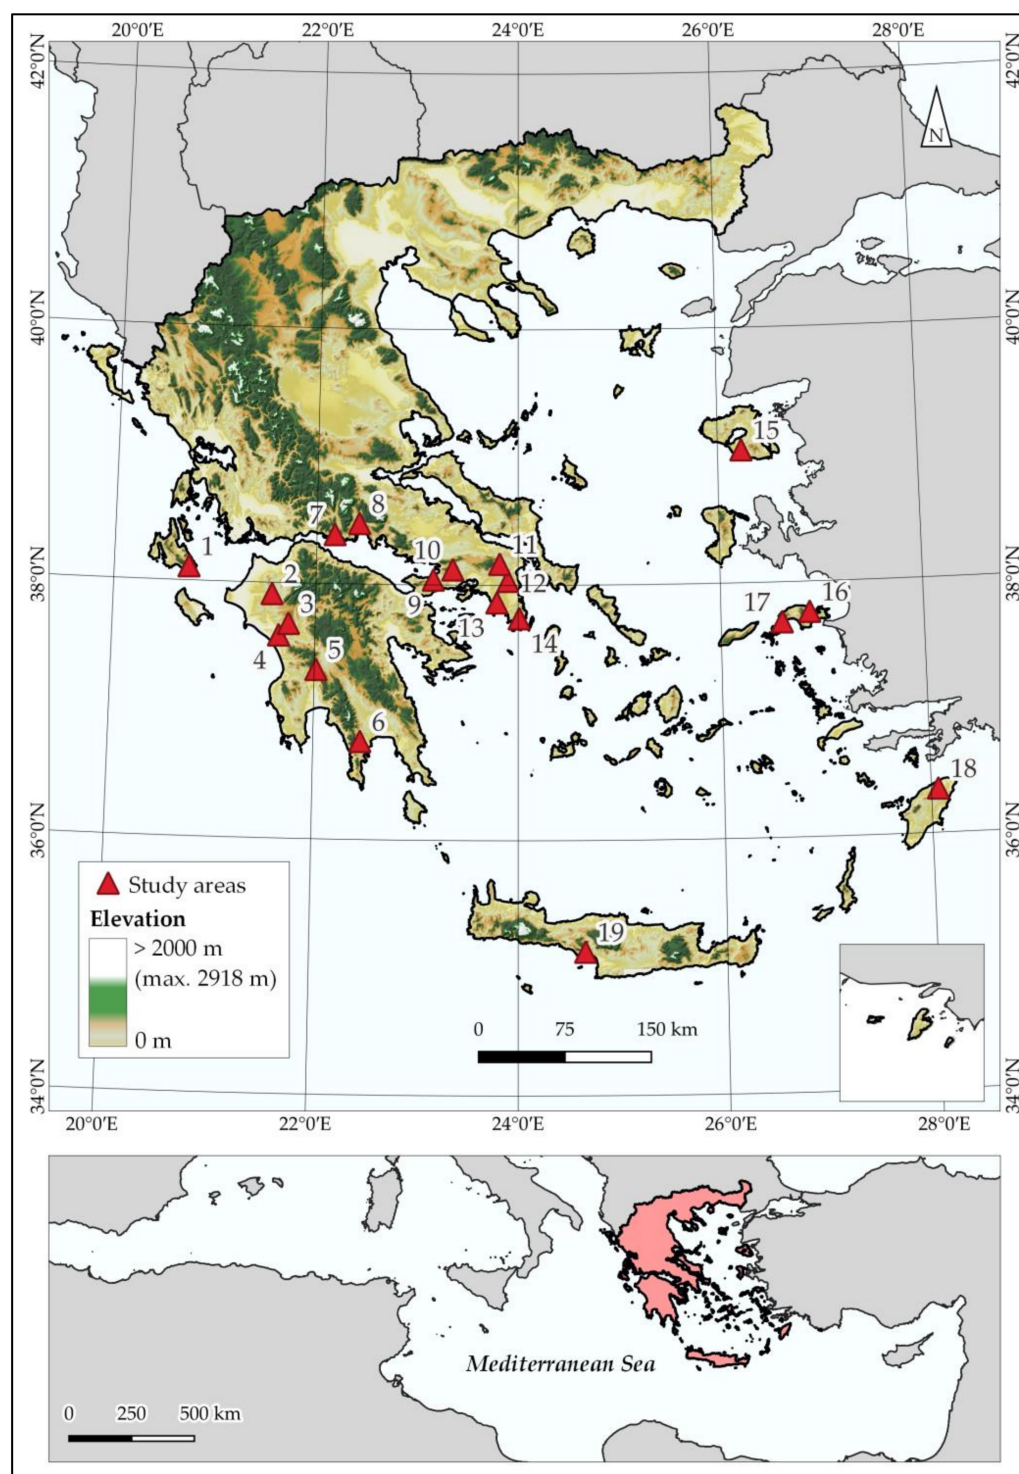 20°0'E 22°0'E 24°0'E 26°0'E 28°0'E
42°0'N 42°0'N
N
40°0'N 40°0'N
15
7 8
1 10 11
38°0'N 38°0'N
2 12
3 9 17 16
4 13 14
5
6
18
36°0'N 36°0'N
Study areas
Elevation
> 2000 m
(max. 2918 m)
0 m
19
0 75 150 km
34°0'N 34°0'N
20°0'E 22°0'E 24°0'E 26°0'E 28°0'E
Mediterranean Sea
0 250 500 km